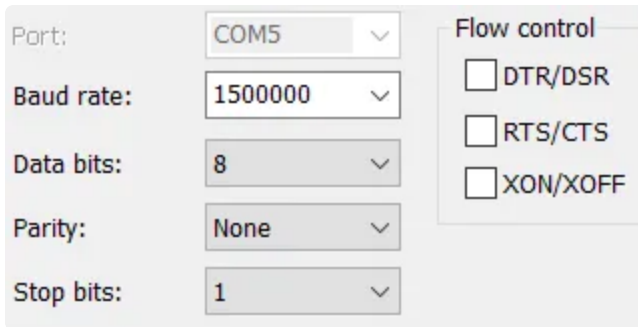 Port: COM5
Baud rate: 1500000
Data bits: 8
Parity: None
Stop bits: 1
Flow control
DTR/DSR
RTS/CTS
XON/XOFF